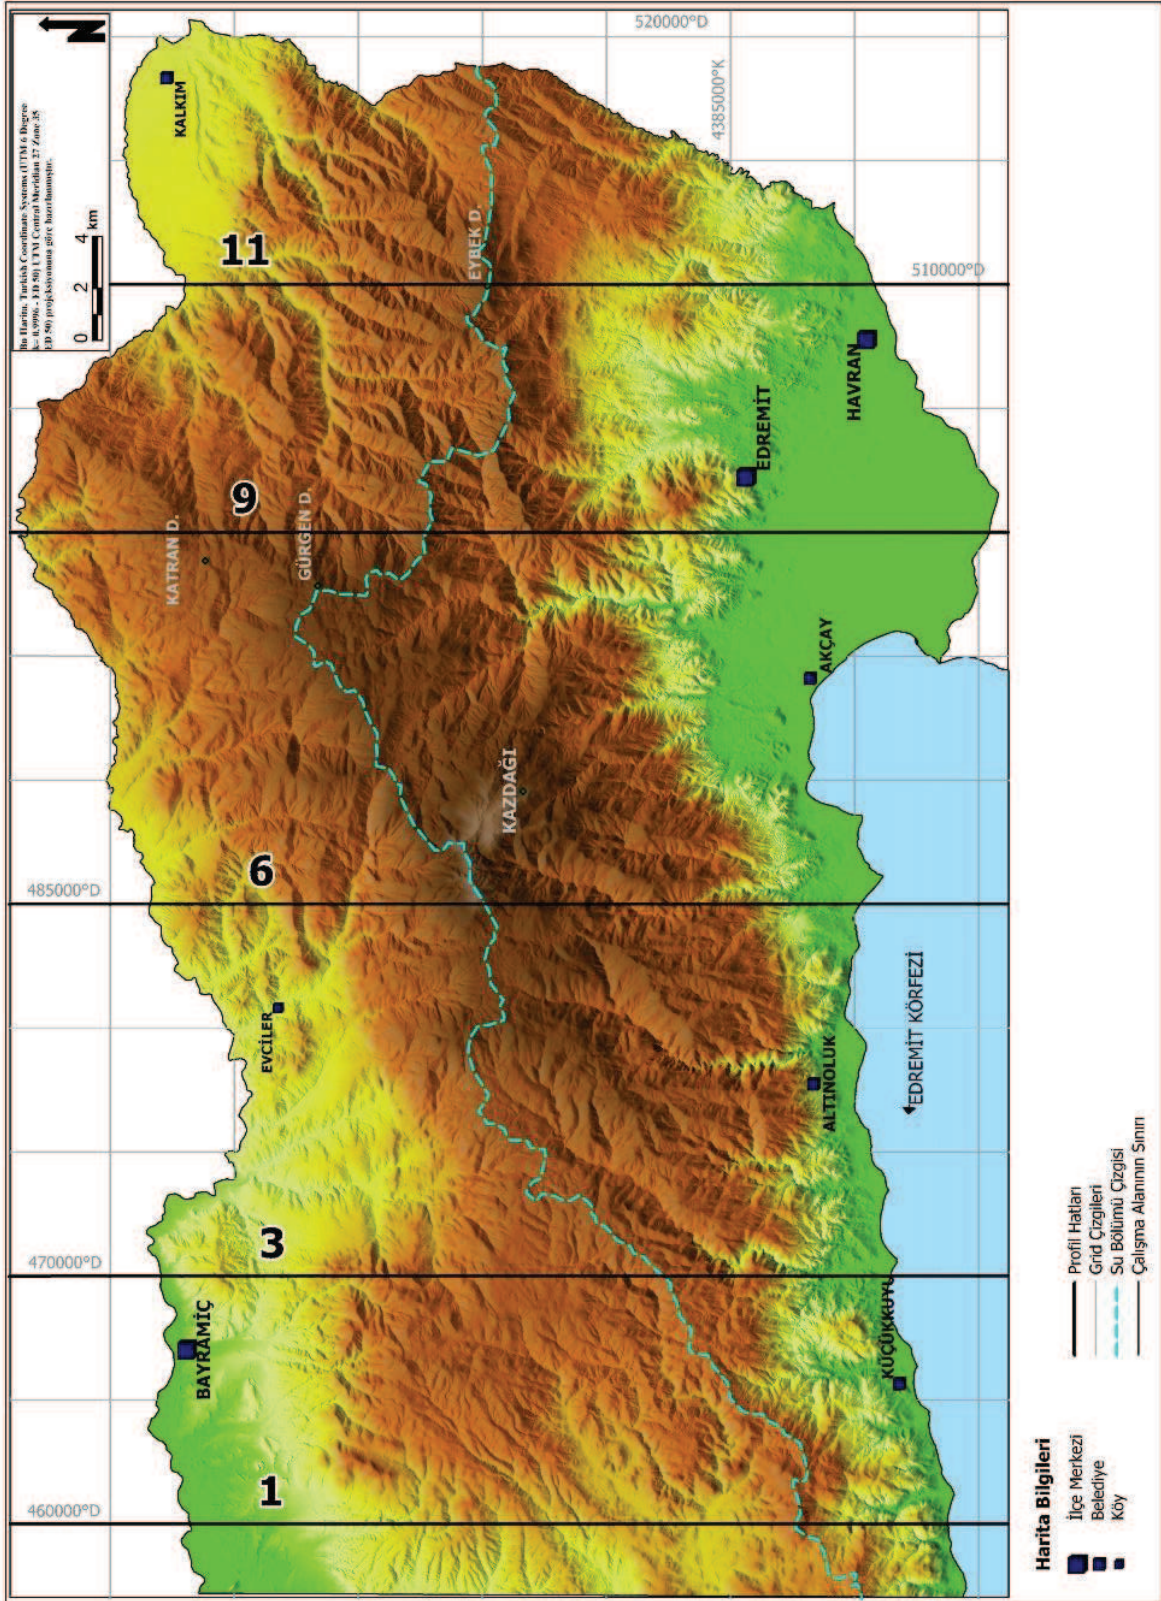 N
Bu Harita, Turkish Coordinate Systems (UTM 6 Degree
k= 0.9996 - ED 50) UTM Central Meridian 27 Zone 35
ED 50) projeksiyonuna göre hazırlanmıştır.
0 2 4
km
460000°D
470000°D
485000°D
510000°D
520000°D
4385000°K
1
3
6
9
11
BAYRAMİÇ
EVCİLER
KALKIM
KATRAN D.
GÜRGEN D.
EYBEK D.
KAZDAĞI
EDREMİT
HAVRAN
AKÇAY
ALTINOLUK
KÜÇÜKKUYU
EDREMİT KÖRFEZİ
Harita Bilgileri
İlçe Merkezi
Belediye
Köy
Profil Hatları
Grid Çizgileri
Su Bölümü Çizgisi
Çalışma Alanının Sınırı